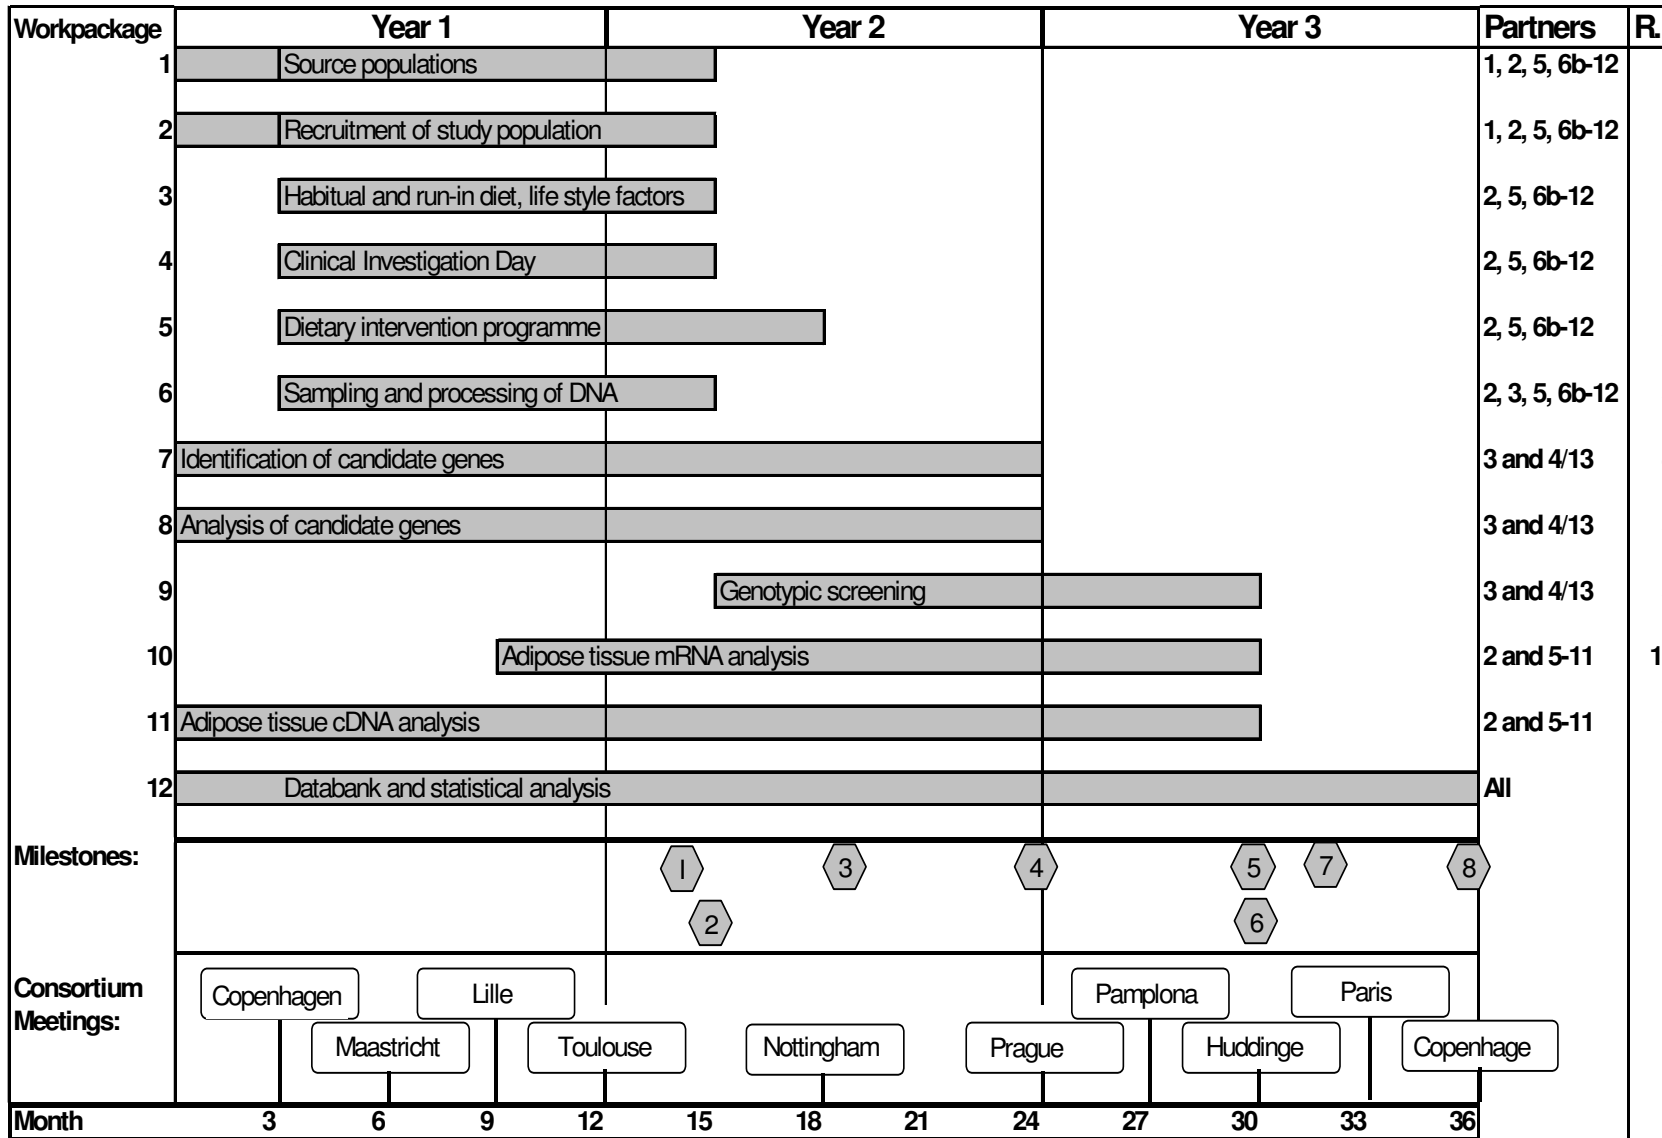 Workpackage Year 1 Year 2 Year 3 Partners R.
1 Source populations 1, 2, 5, 6b-12
2 Recruitment of study population 1, 2, 5, 6b-12
3 Habitual and run-in diet, life style factors 2, 5, 6b-12
4 Clinical Investigation Day 2, 5, 6b-12
5 Dietary intervention programme 2, 5, 6b-12
6 Sampling and processing of DNA 2, 3, 5, 6b-12
7 Identification of candidate genes 3 and 4/13
8 Analysis of candidate genes 3 and 4/13
9 Genotypic screening 3 and 4/13
10 Adipose tissue mRNA analysis 2 and 5-11 1
11 Adipose tissue cDNA analysis 2 and 5-11
12 Databank and statistical analysis All
Milestones: I 3 4 5 7 8
2 6
Consortium
Meetings:
Copenhagen Lille Pamplona Paris
Maastricht Toulouse Nottingham Prague Huddinge Copenhage
Month 3 6 9 12 15 18 21 24 27 30 33 36